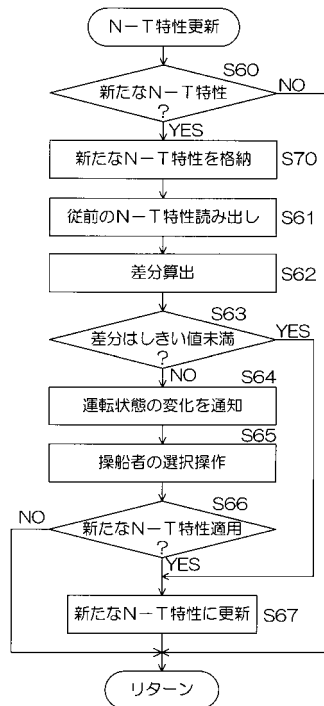 N－T特性更新
S60
新たなN－T特性
?
NO
YES
新たなN－T特性を格納
S70
従前のN－T特性読み出し
S61
差分算出
S62
S63
差分はしきい値未満
?
YES
NO
S64
運転状態の変化を通知
S65
操船者の選択操作
S66
NO
新たなN－T特性適用
?
YES
新たなN－T特性に更新
S67
リターン